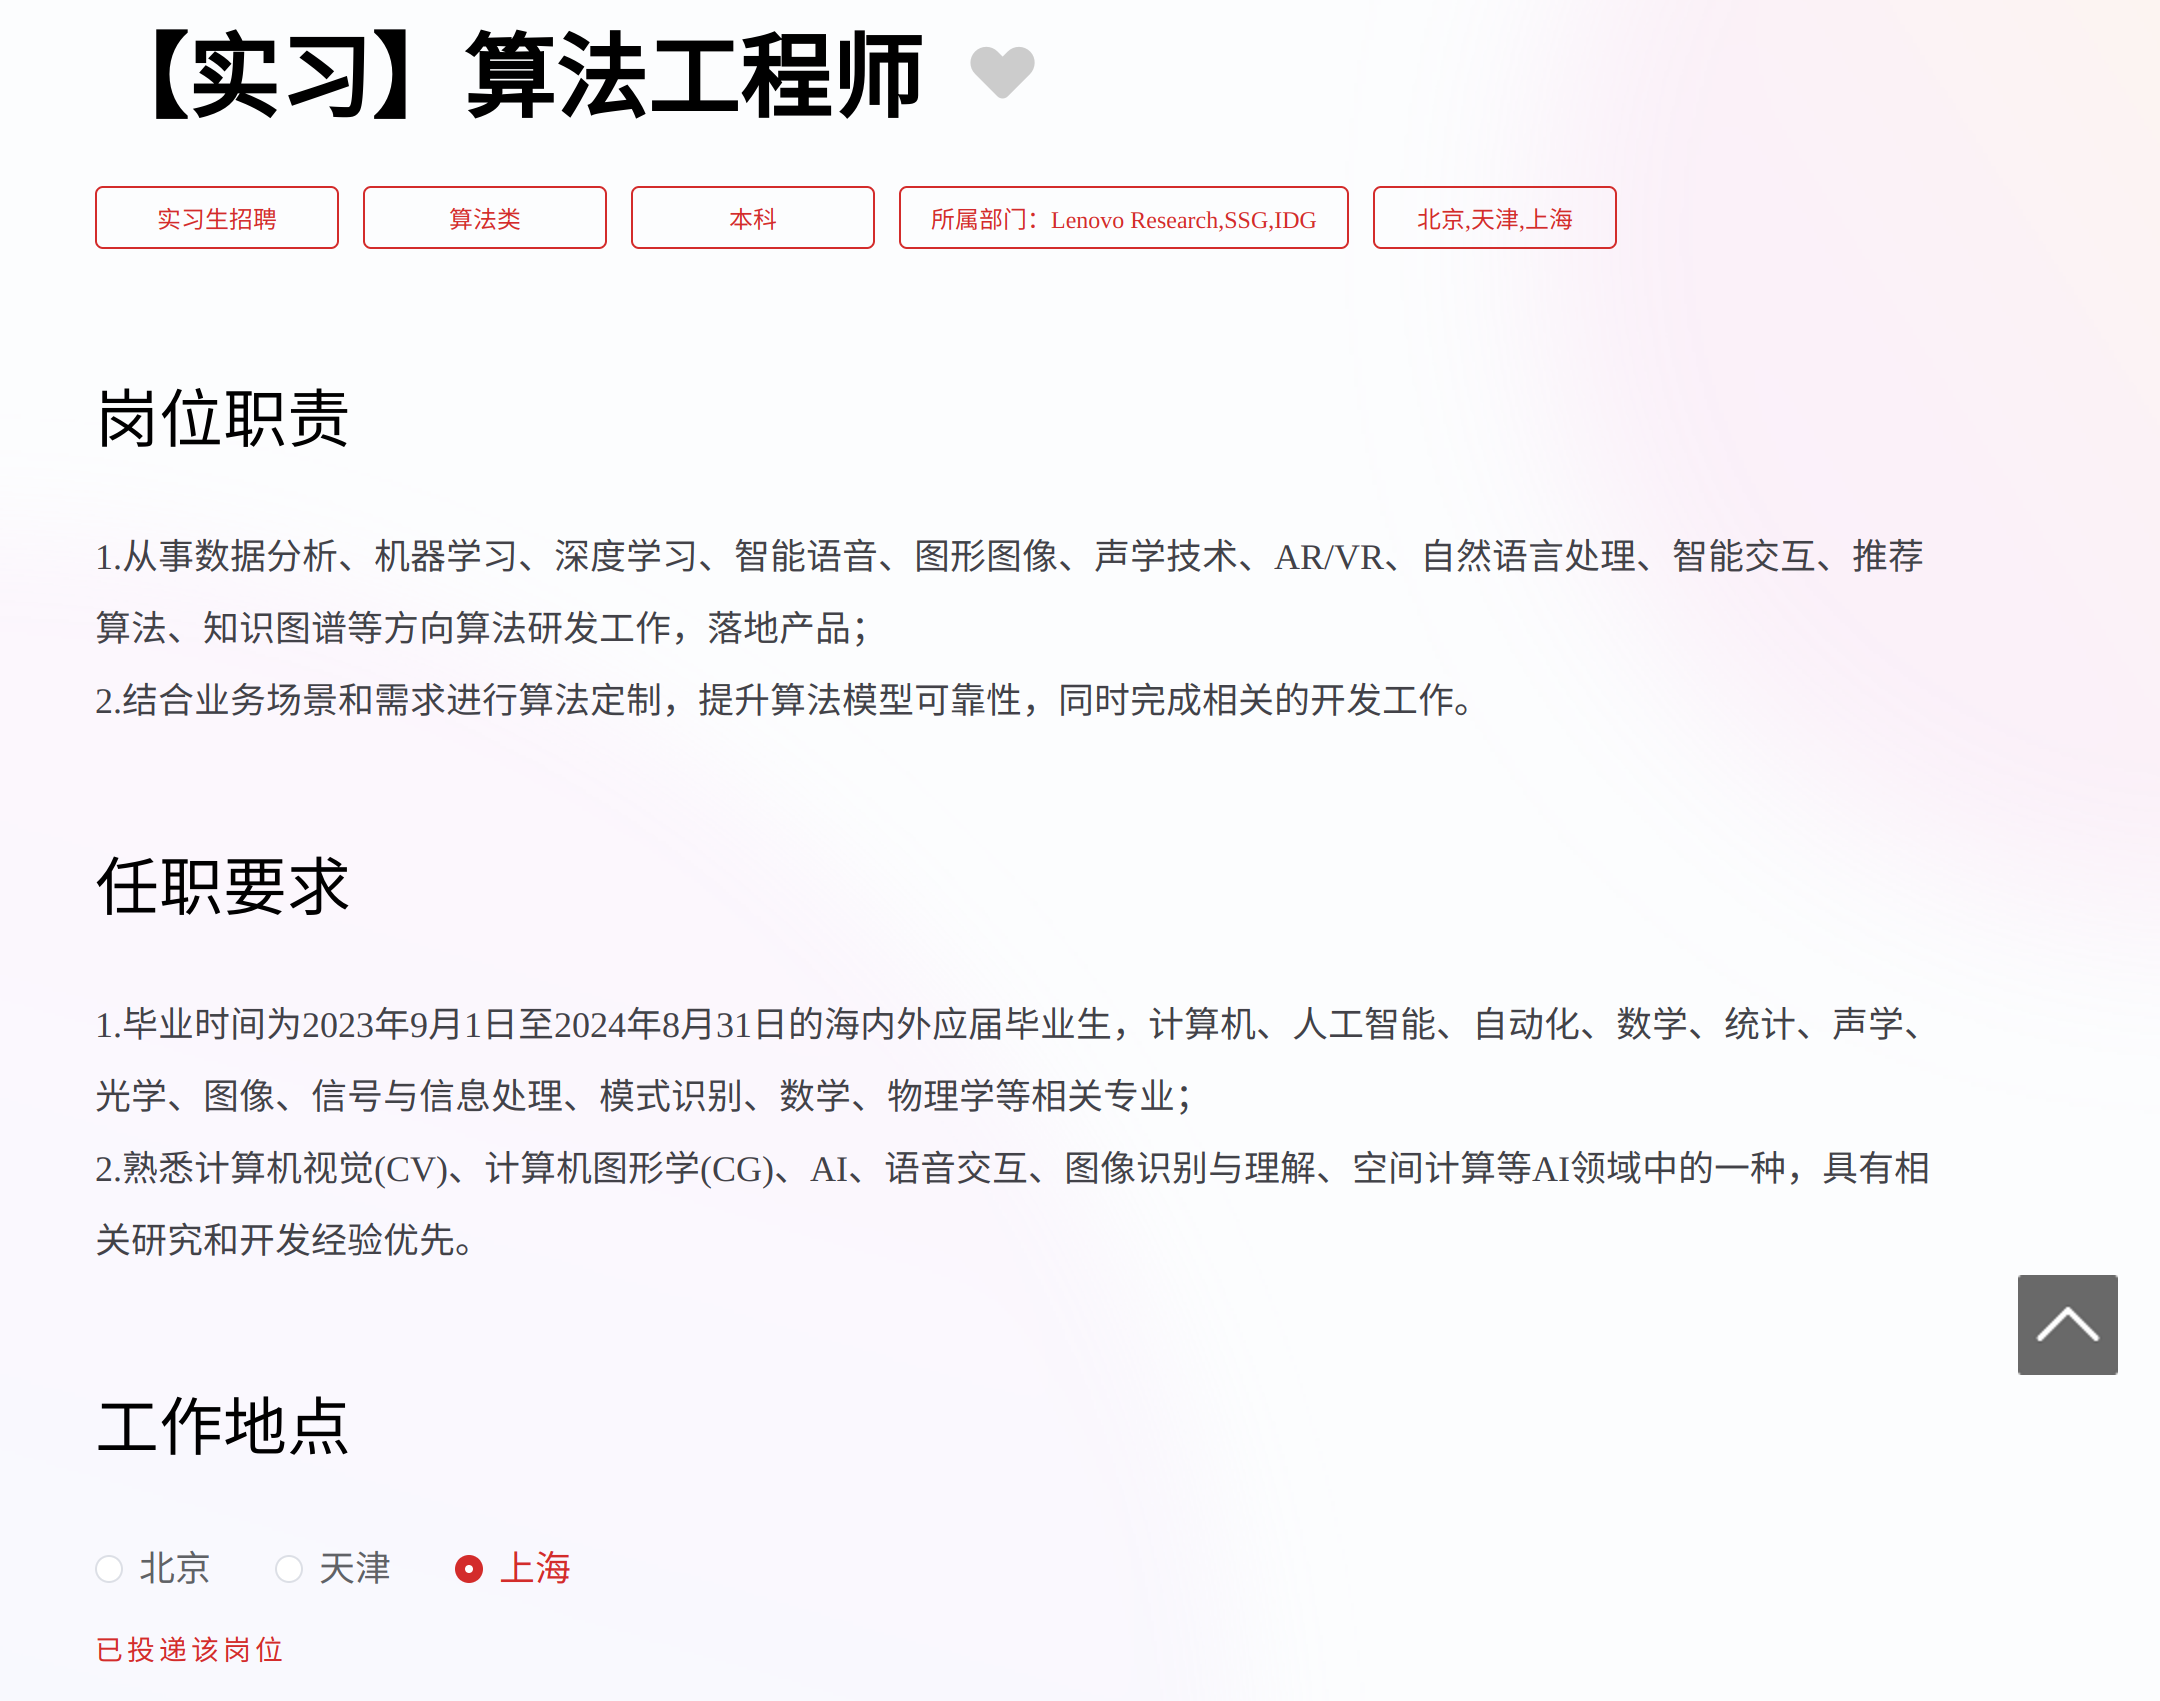 【实习】算法工程师
实习生招聘
算法类
本科
所属部门：Lenovo Research,SSG,IDG
北京,天津,上海
岗位职责
1.从事数据分析、机器学习、深度学习、智能语音、图形图像、声学技术、AR/VR、自然语言处理、智能交互、推荐
算法、知识图谱等方向算法研发工作，落地产品；
2.结合业务场景和需求进行算法定制，提升算法模型可靠性，同时完成相关的开发工作。
任职要求
1.毕业时间为2023年9月1日至2024年8月31日的海内外应届毕业生，计算机、人工智能、自动化、数学、统计、声学、
光学、图像、信号与信息处理、模式识别、数学、物理学等相关专业；
2.熟悉计算机视觉(CV)、计算机图形学(CG)、AI、语音交互、图像识别与理解、空间计算等AI领域中的一种，具有相
关研究和开发经验优先。
工作地点
北京
天津
上海
已投递该岗位